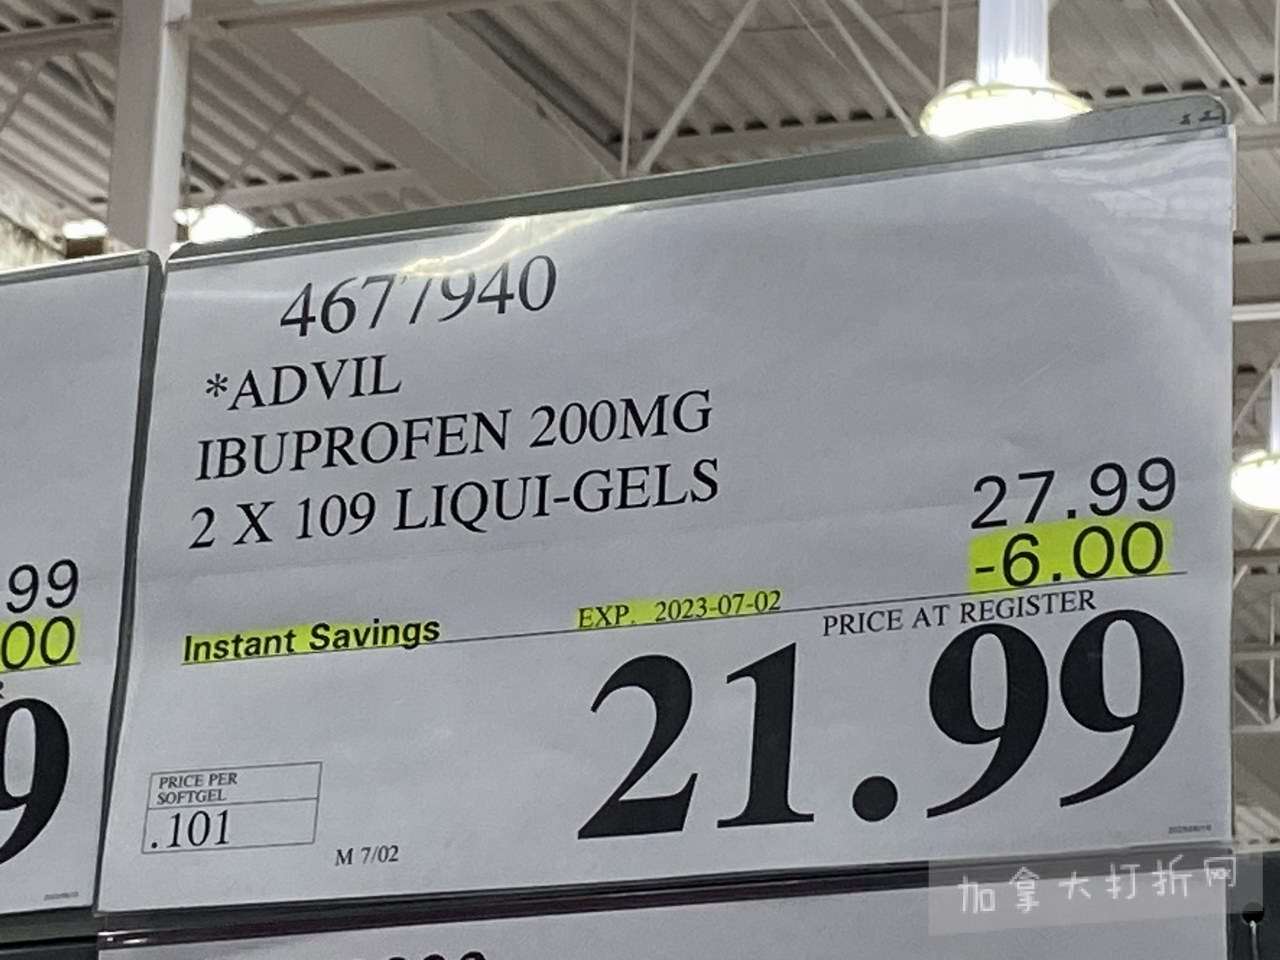 4677940
*ADVIL
IBUPROFEN 200MG
2 X 109 LIQUI-GELS
27.99
-6.00
Instant Savings
EXP. 2023-07-02
PRICE AT REGISTER
21.99
PRICE PER
SOFTGEL
.101
M 7/02
.99
00
9
加拿大打折网